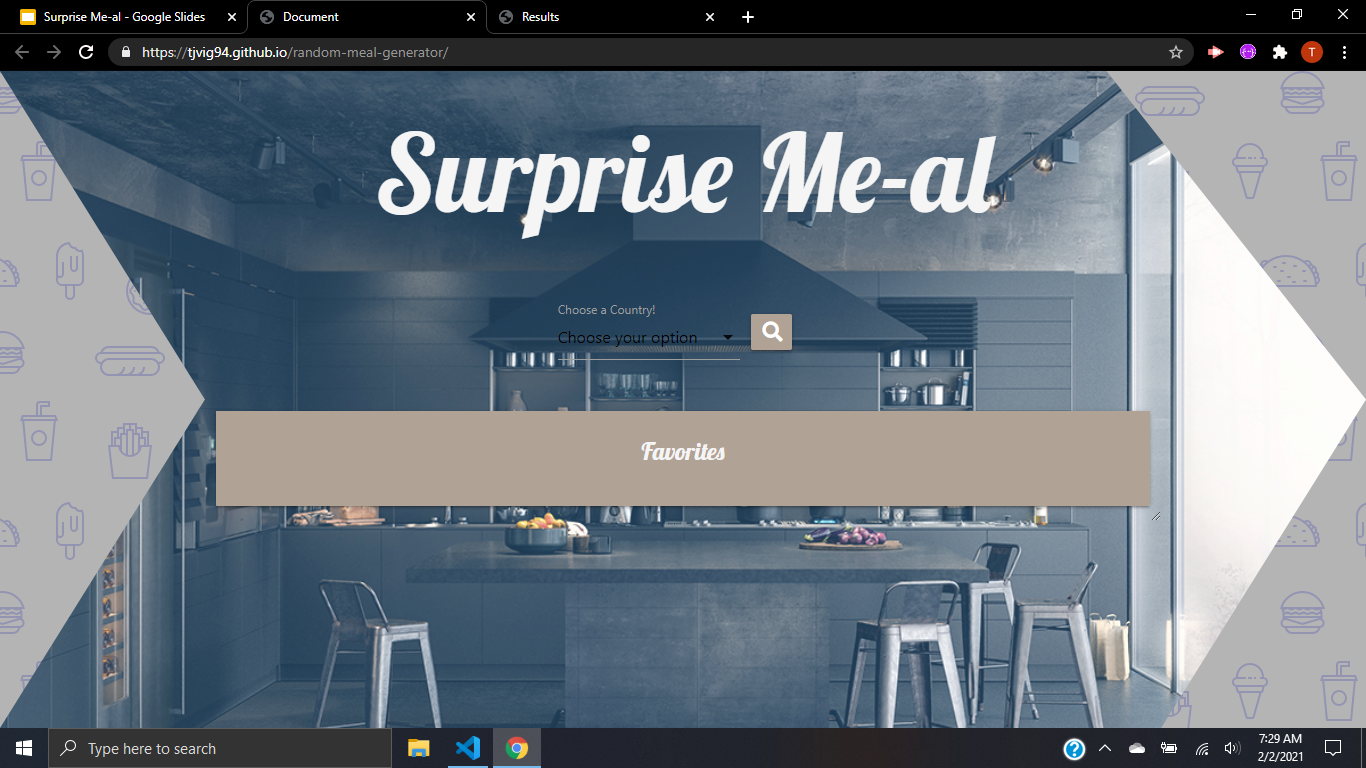 Surprise Me-al - Google Slides
Document
Results
https://tjvig94.github.io/random-meal-generator/
T
Surprise Me-al
Choose a Country!
Choose your option
Favorites
Type here to search
?
7:29 AM
2/2/2021